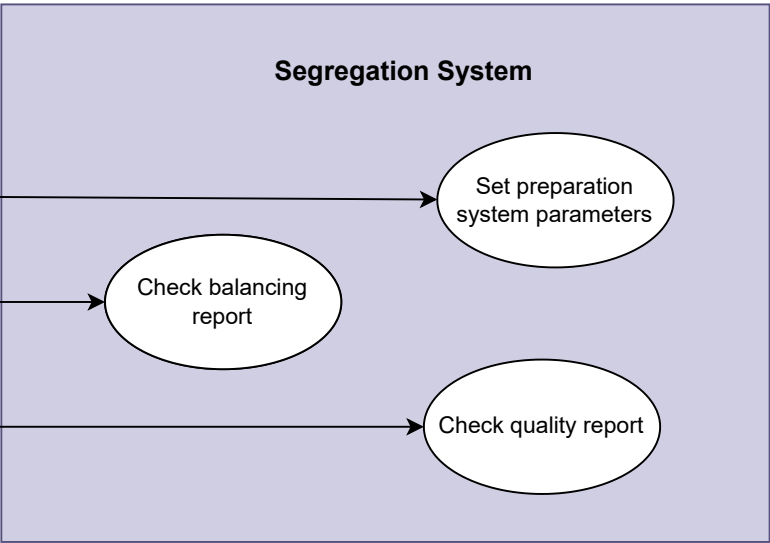 Segregation System
Set preparation
system parameters
Check balancing
report
Check quality report